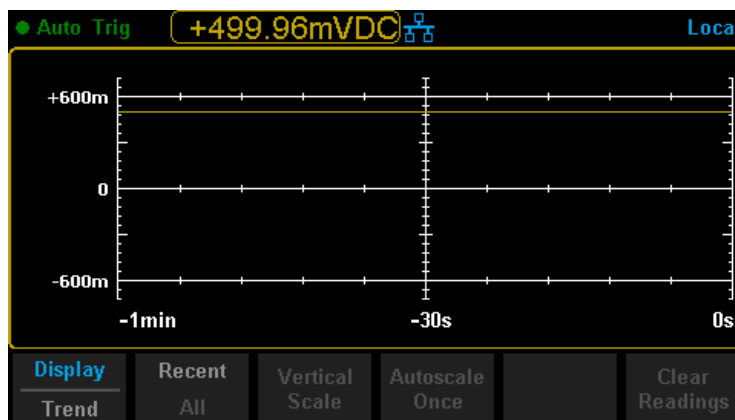 Auto Trig +499.96mVDC Loca
+600m
0
-600m
-1min -30s 0s
Display Recent Vertical Autoscale Clear
Trend All Scale Once Readings